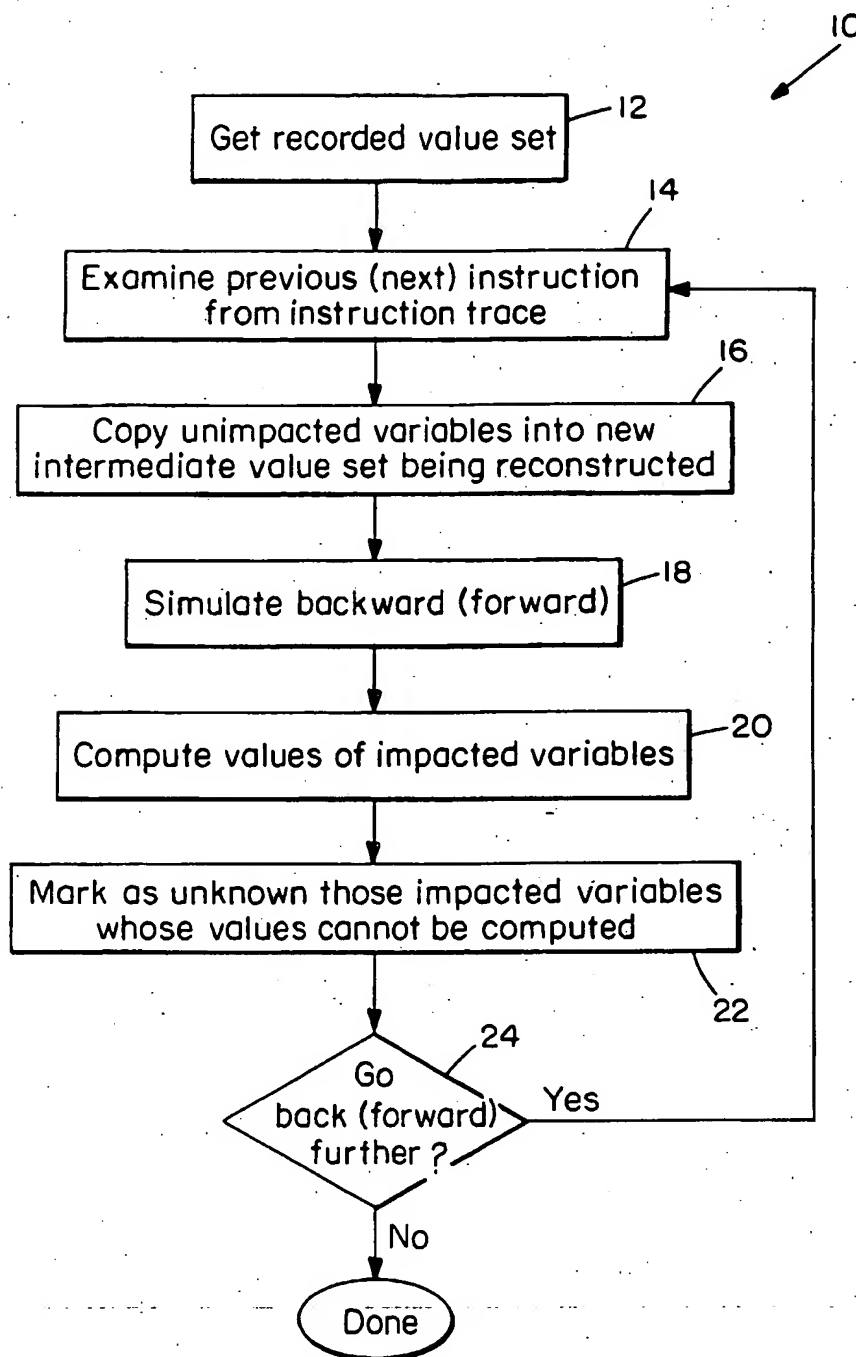 10
12
Get recorded value set
14
Examine previous (next) instruction
from instruction trace
16
Copy unimpacted variables into new
intermediate value set being reconstructed
18
Simulate backward (forward)
20
Compute values of impacted variables
Mark as unknown those impacted variables
whose values cannot be computed
22
24
Go
back (forward)
further ?
Yes
No
Done